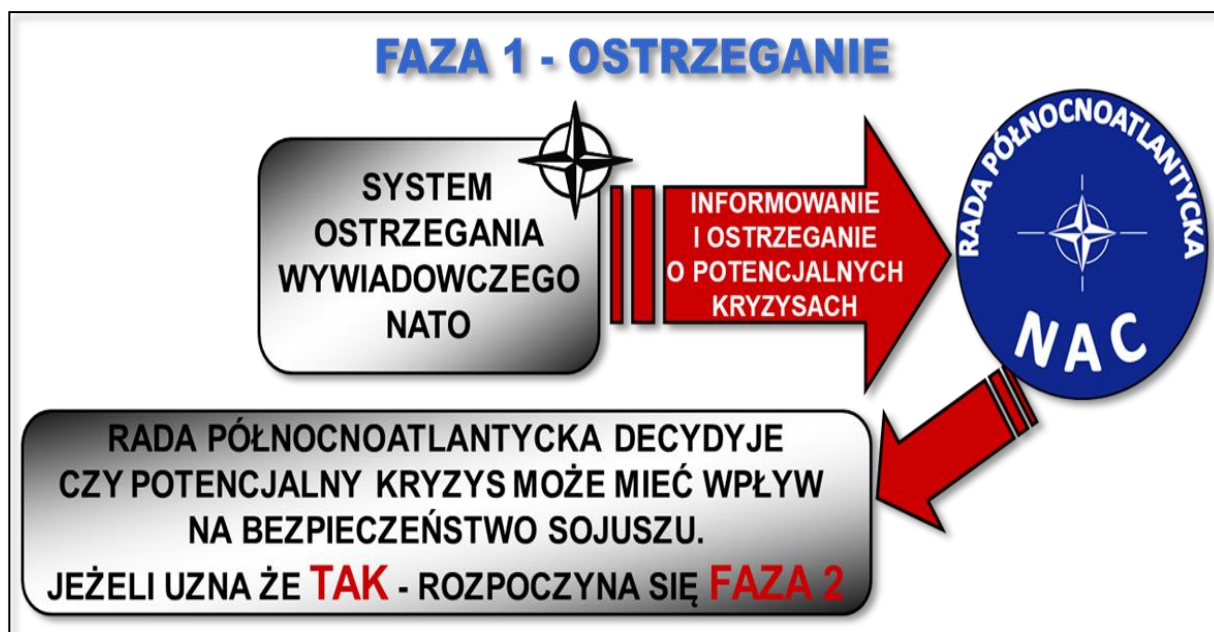 FAZA 1 - OSTRZEGANIE
SYSTEM
OSTRZEGANIA
WYWIADOWCZEGO
NATO
INFORMOWANIE
I OSTRZEGANIE
O POTENCJALNYCH
KRYZYSACH
RADA PÓŁNOCNOATLANTYCKA
NAC
RADA PÓŁNOCNOATLANTYCKA DECYDYJE
CZY POTENCJALNY KRYZYS MOŻE MIEĆ WPŁYW
NA BEZPIECZEŃSTWO SOJUSZU.
JEŻELI UZNA ŻE TAK - ROZPOCZYNA SIĘ FAZA 2